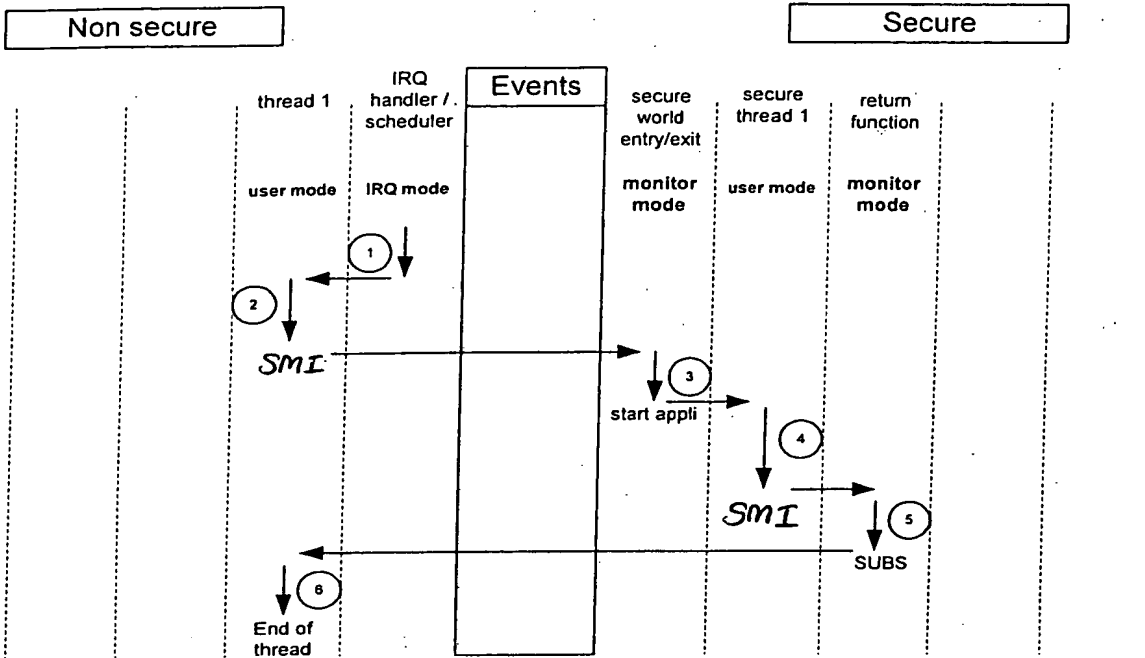 Non secure
Secure
Events
thread 1
IRQ
handler /
scheduler
secure
world
entry/exit
secure
thread 1
return
function
user mode
IRQ mode
monitor
mode
user mode
monitor
mode
1
2
SMI
3
start appli
4
SMI
5
SUBS
6
End of
thread